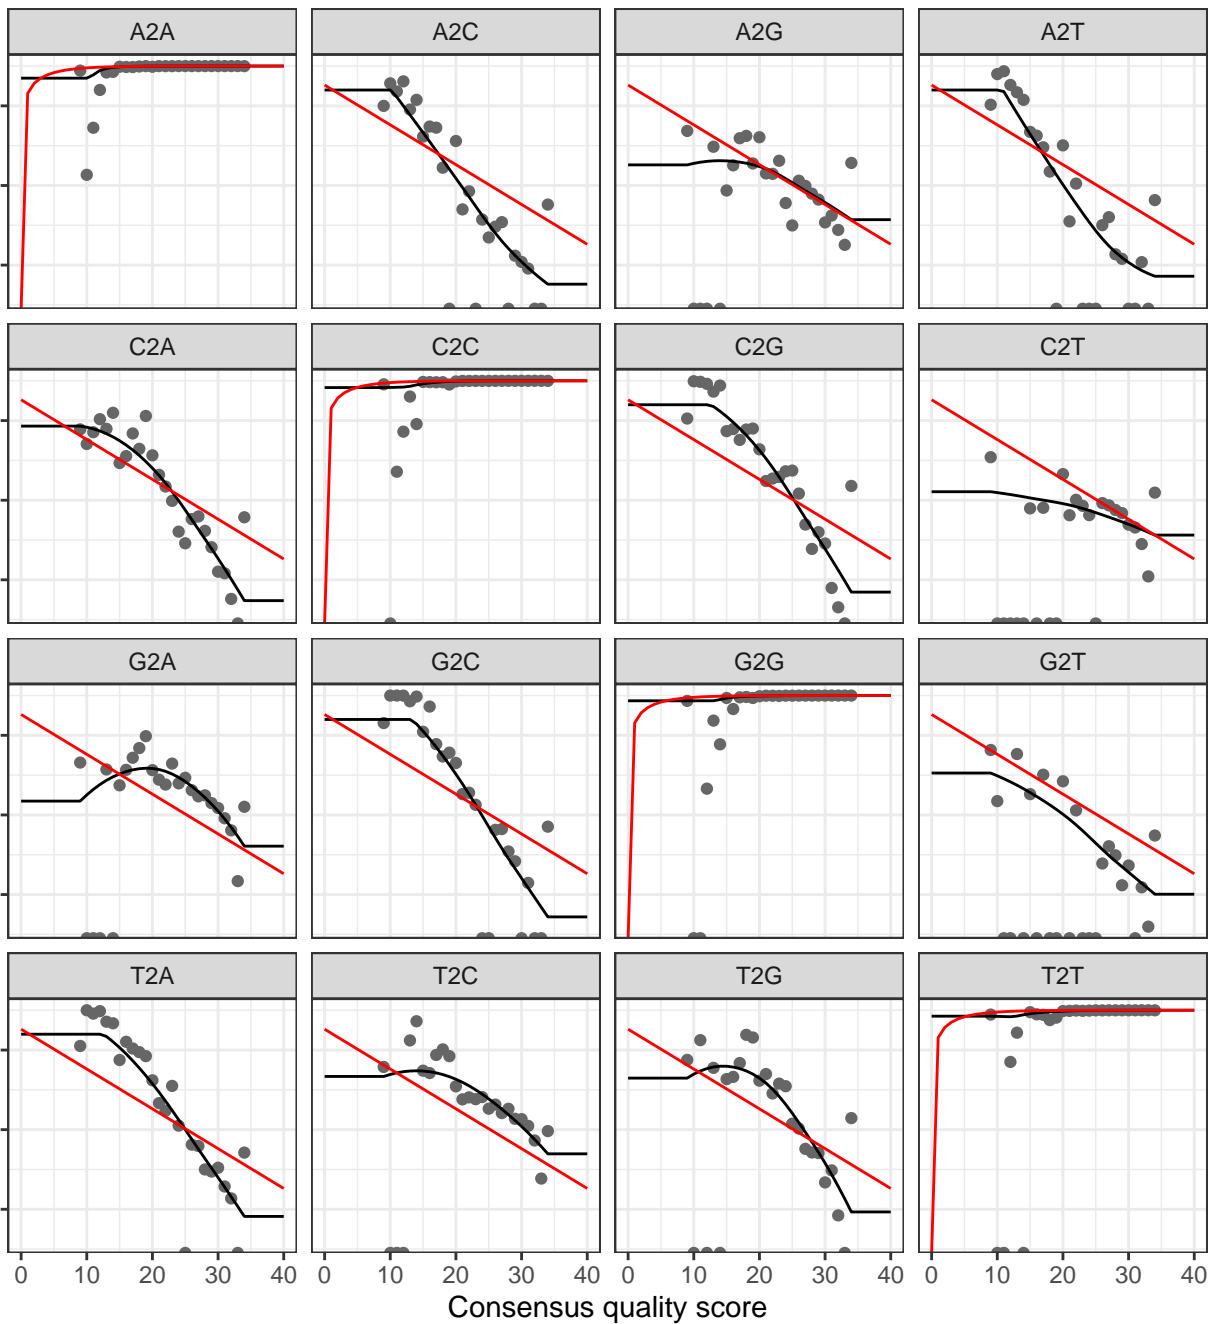 A2A A2C A2G A2T
C2A C2C C2G C2T
G2A G2C G2G G2T
T2A T2C T2G T2T
0 10 20 30 40 0 10 20 30 40 0 10 20 30 40 0 10 20 30 40
Consensus quality score